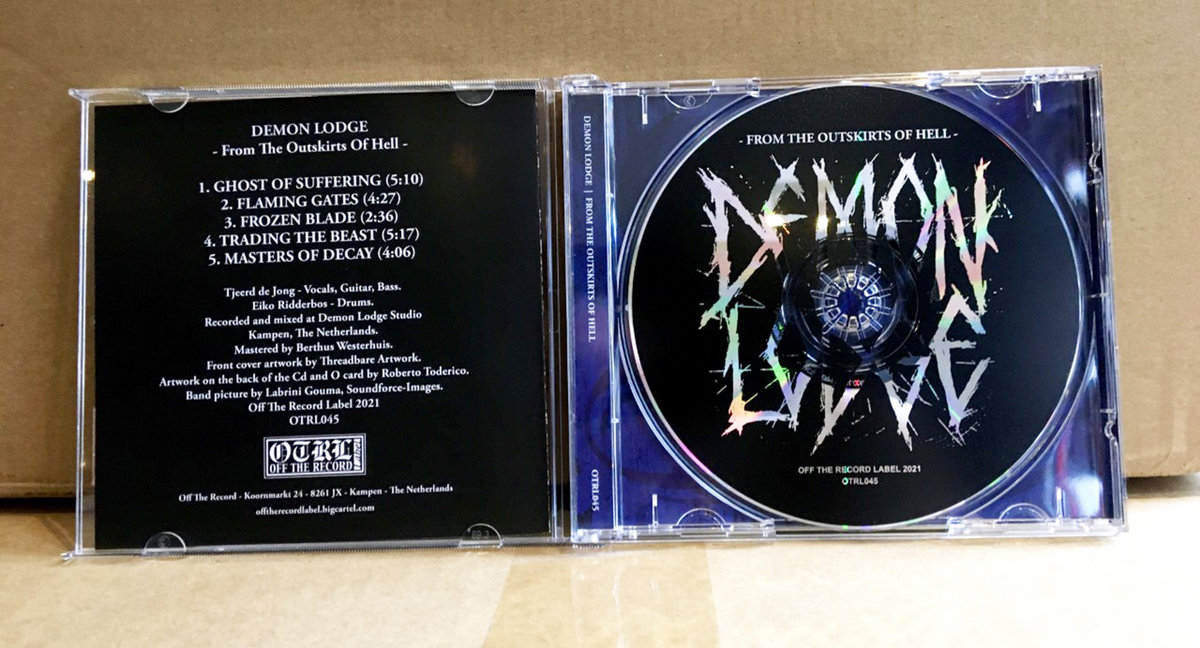 DEMON LODGE
- From The Outskirts Of Hell -
1. GHOST OF SUFFERING (5:10)
2. FLAMING GATES (4:27)
3. FROZEN BLADE (2:36)
4. TRADING THE BEAST (5:17)
5. MASTERS OF DECAY (4:06)
Tjeerd de Jong - Vocals, Guitar, Bass.
Eiko Ridderbos - Drums.
Recorded and mixed at Demon Lodge Studio
Kampen, The Netherlands.
Mastered by Berthus Westerhuis.
Front cover artwork by Threadbare Artwork.
Artwork on the back of the Cd and O card by Roberto Toderico.
Band picture by Labrini Gouma, Soundforce-Images.
Off The Record Label 2021
OTRL045
OTRL
OFF THE RECORD
Off The Record - Koornmarkt 24 - 8261 JX - Kampen - The Netherlands
offtherecordlabel.bigcartel.com
DEMON LODGE | FROM THE OUTSKIRTS OF HELL
OTRL045
- FROM THE OUTSKIRTS OF HELL -
DEMON
LODGE
OFF THE RECORD LABEL 2021
OTRL045